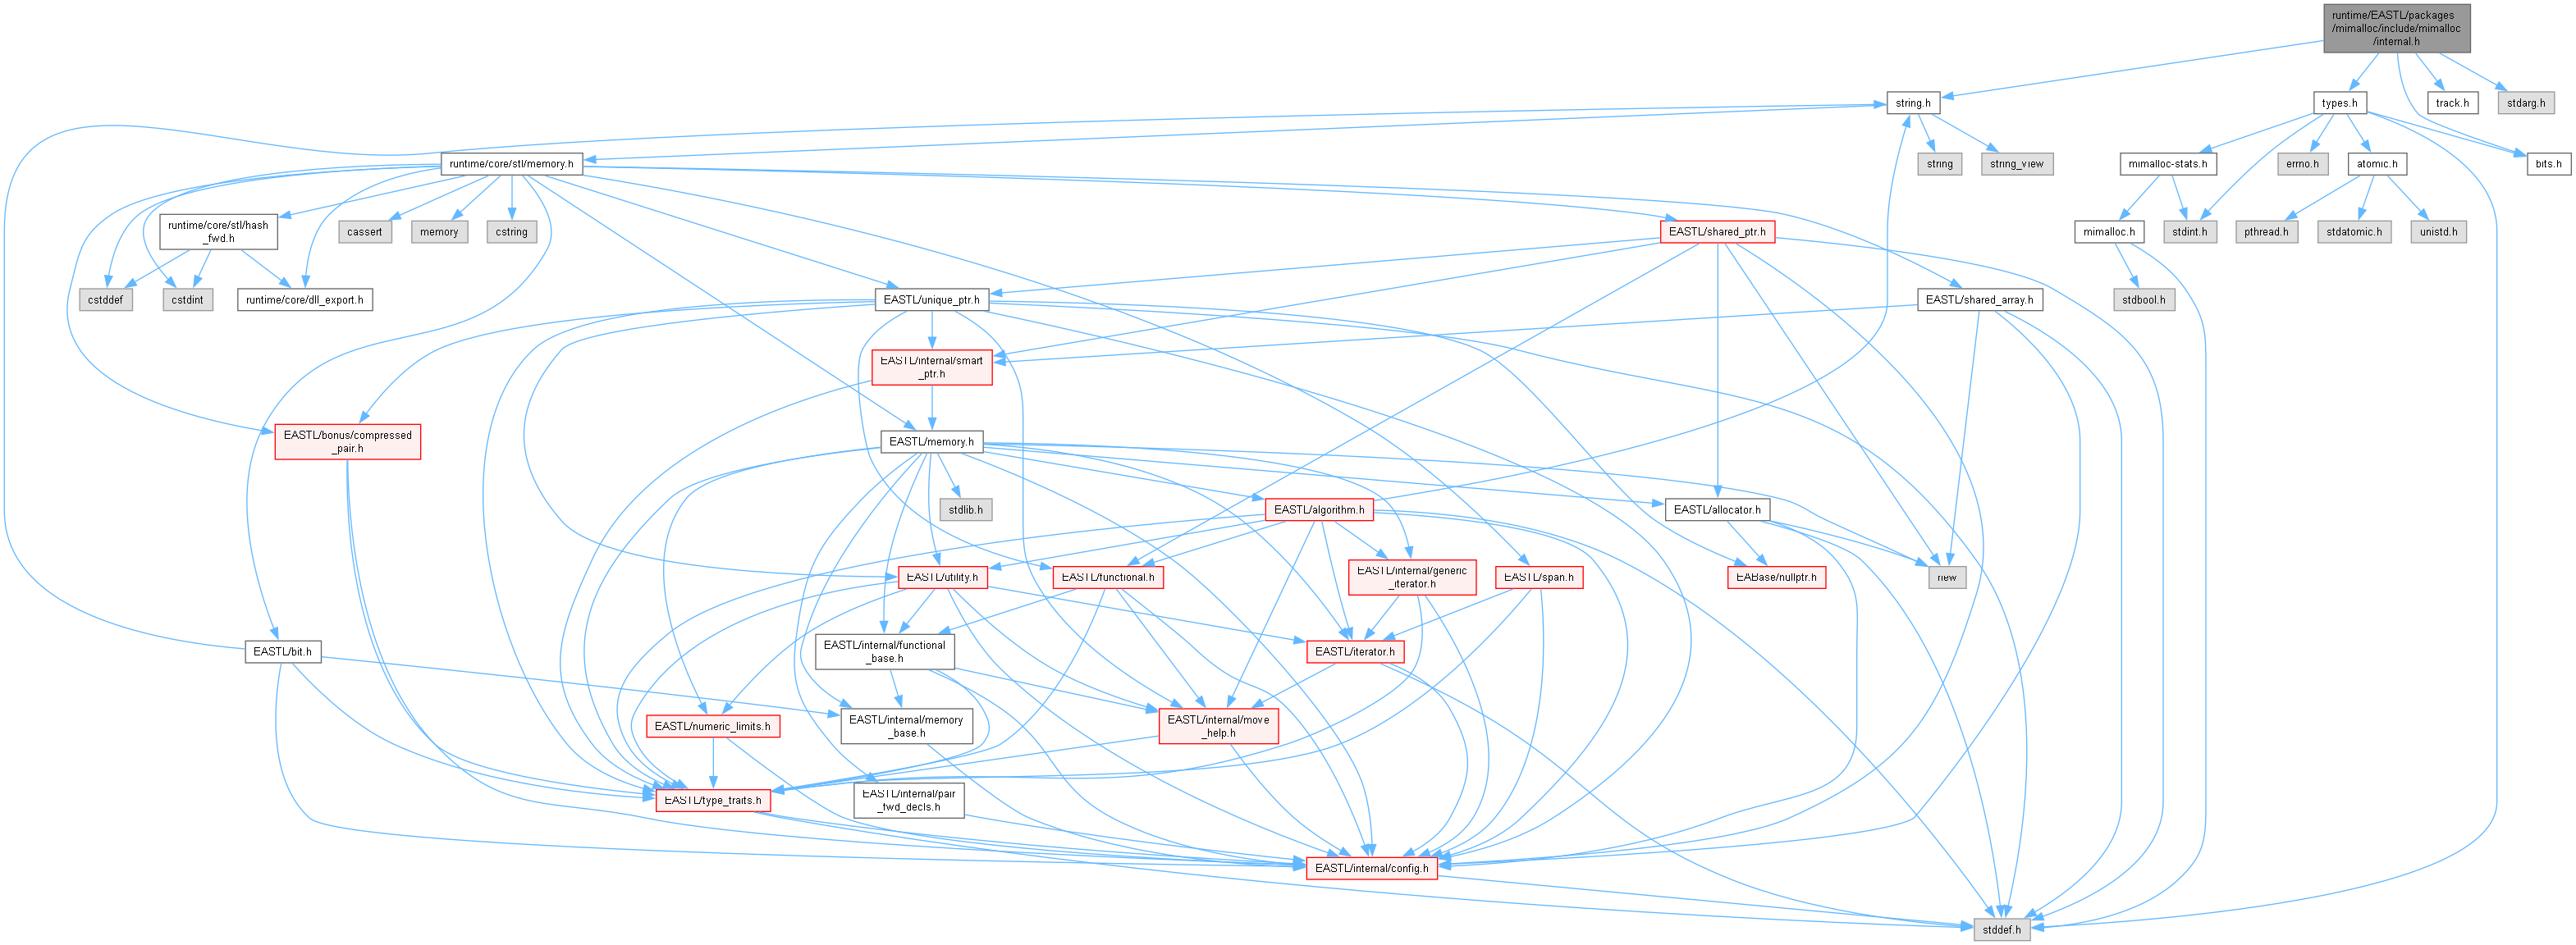 runtime/EASTL/packages
/mimalloc/include/mimalloc
/internal.h
string.h
types.h
track.h
stdarg.h
runtime/core/stl/memory.h
string
string_view
mimalloc-stats.h
errno.h
atomic.h
bits.h
runtime/core/stl/hash
_fwd.h
cassert
memory
cstring
EASTL/shared_ptr.h
mimalloc.h
stdint.h
pthread.h
stdatomic.h
unistd.h
cstddef
cstdint
runtime/core/dll_export.h
EASTL/unique_ptr.h
EASTL/shared_array.h
stdbool.h
EASTL/internal/smart
_ptr.h
EASTL/bonus/compressed
_pair.h
EASTL/memory.h
stdlib.h
EASTL/algorithm.h
EASTL/allocator.h
EASTL/utility.h
EASTL/functional.h
EASTL/internal/generic
_iterator.h
EASTL/span.h
EABase/nullptr.h
new
EASTL/bit.h
EASTL/internal/functional
_base.h
EASTL/iterator.h
EASTL/numeric_limits.h
EASTL/internal/memory
_base.h
EASTL/internal/move
_help.h
EASTL/type_traits.h
EASTL/internal/pair
_fwd_decls.h
EASTL/internal/config.h
stddef.h